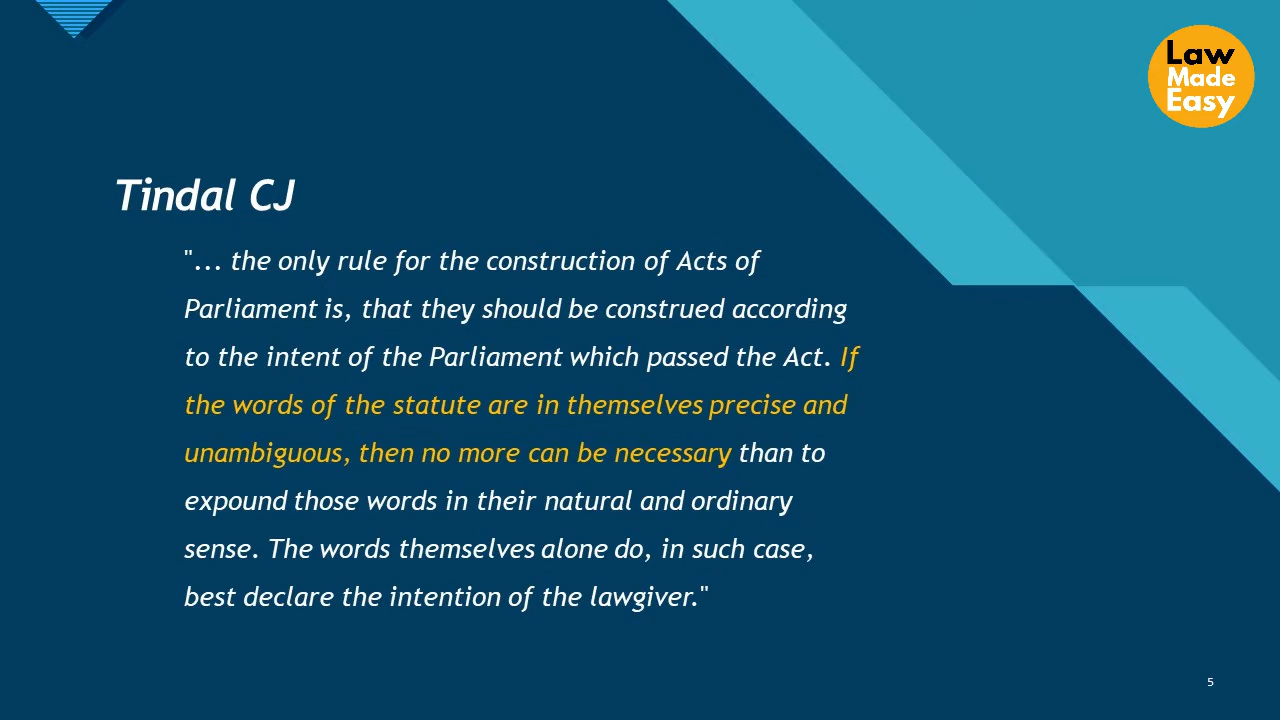 Law
Made
Easy
Tindal CJ
"... the only rule for the construction of Acts of
Parliament is, that they should be construed according
to the intent of the Parliament which passed the Act. If
the words of the statute are in themselves precise and
unambiguous, then no more can be necessary than to
expound those words in their natural and ordinary
sense. The words themselves alone do, in such case,
best declare the intention of the lawgiver."
5